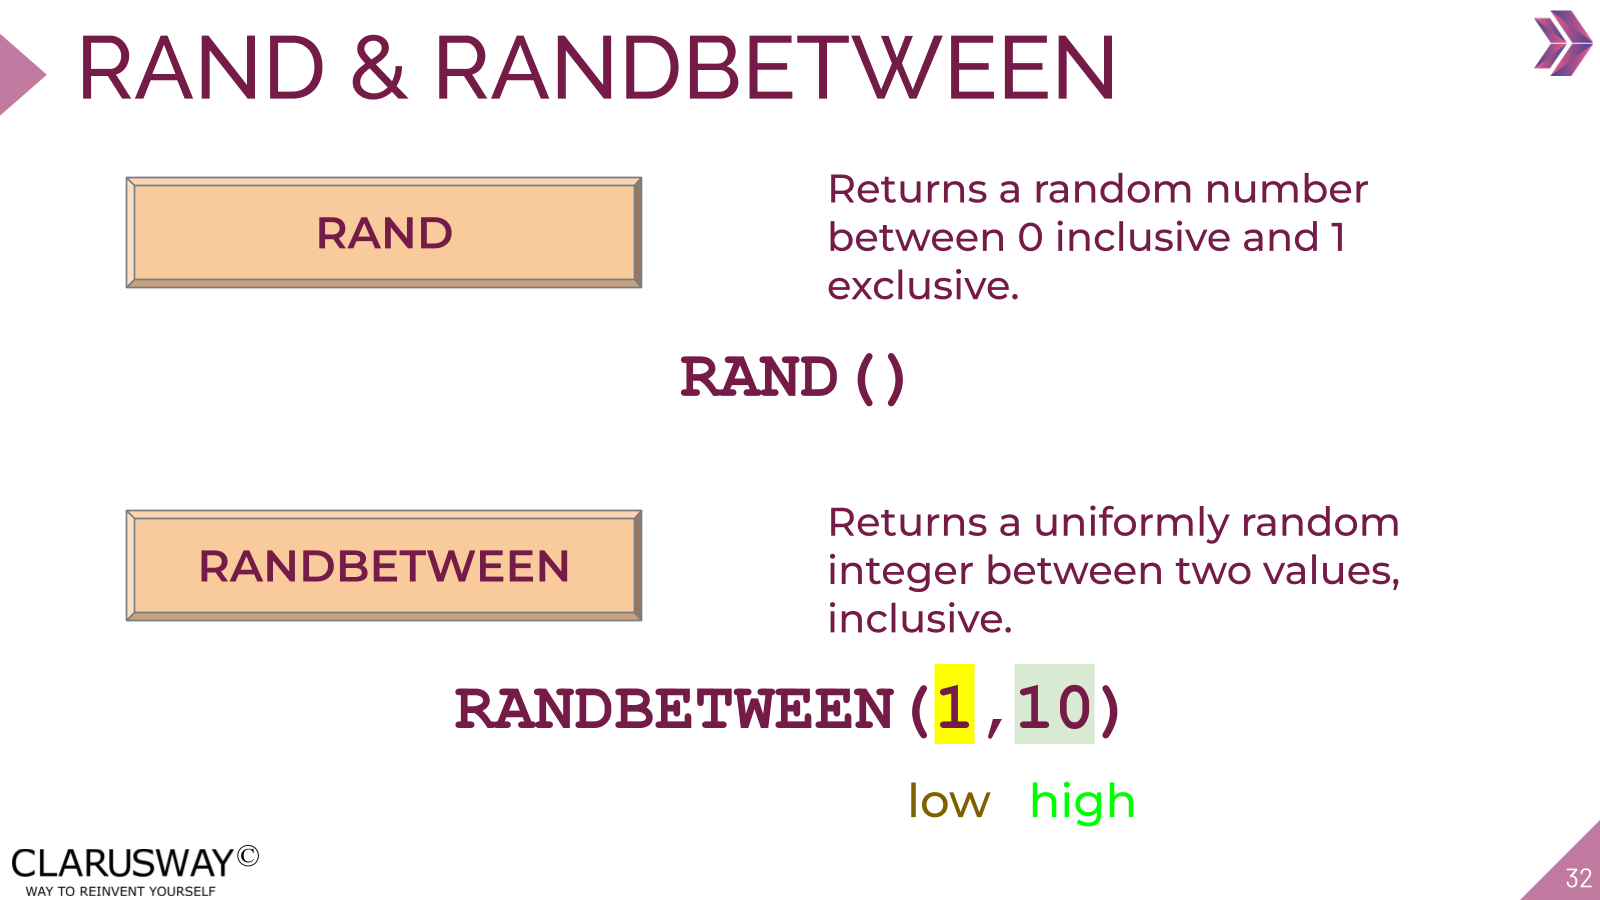 RAND & RANDBETWEEN
RAND
Returns a random number
between 0 inclusive and 1
exclusive.
RAND()
RANDBETWEEN
Returns a uniformly random
integer between two values,
inclusive.
RANDBETWEEN(1,10)
low high
CLARUSWAY©
WAY TO REINVENT YOURSELF
32